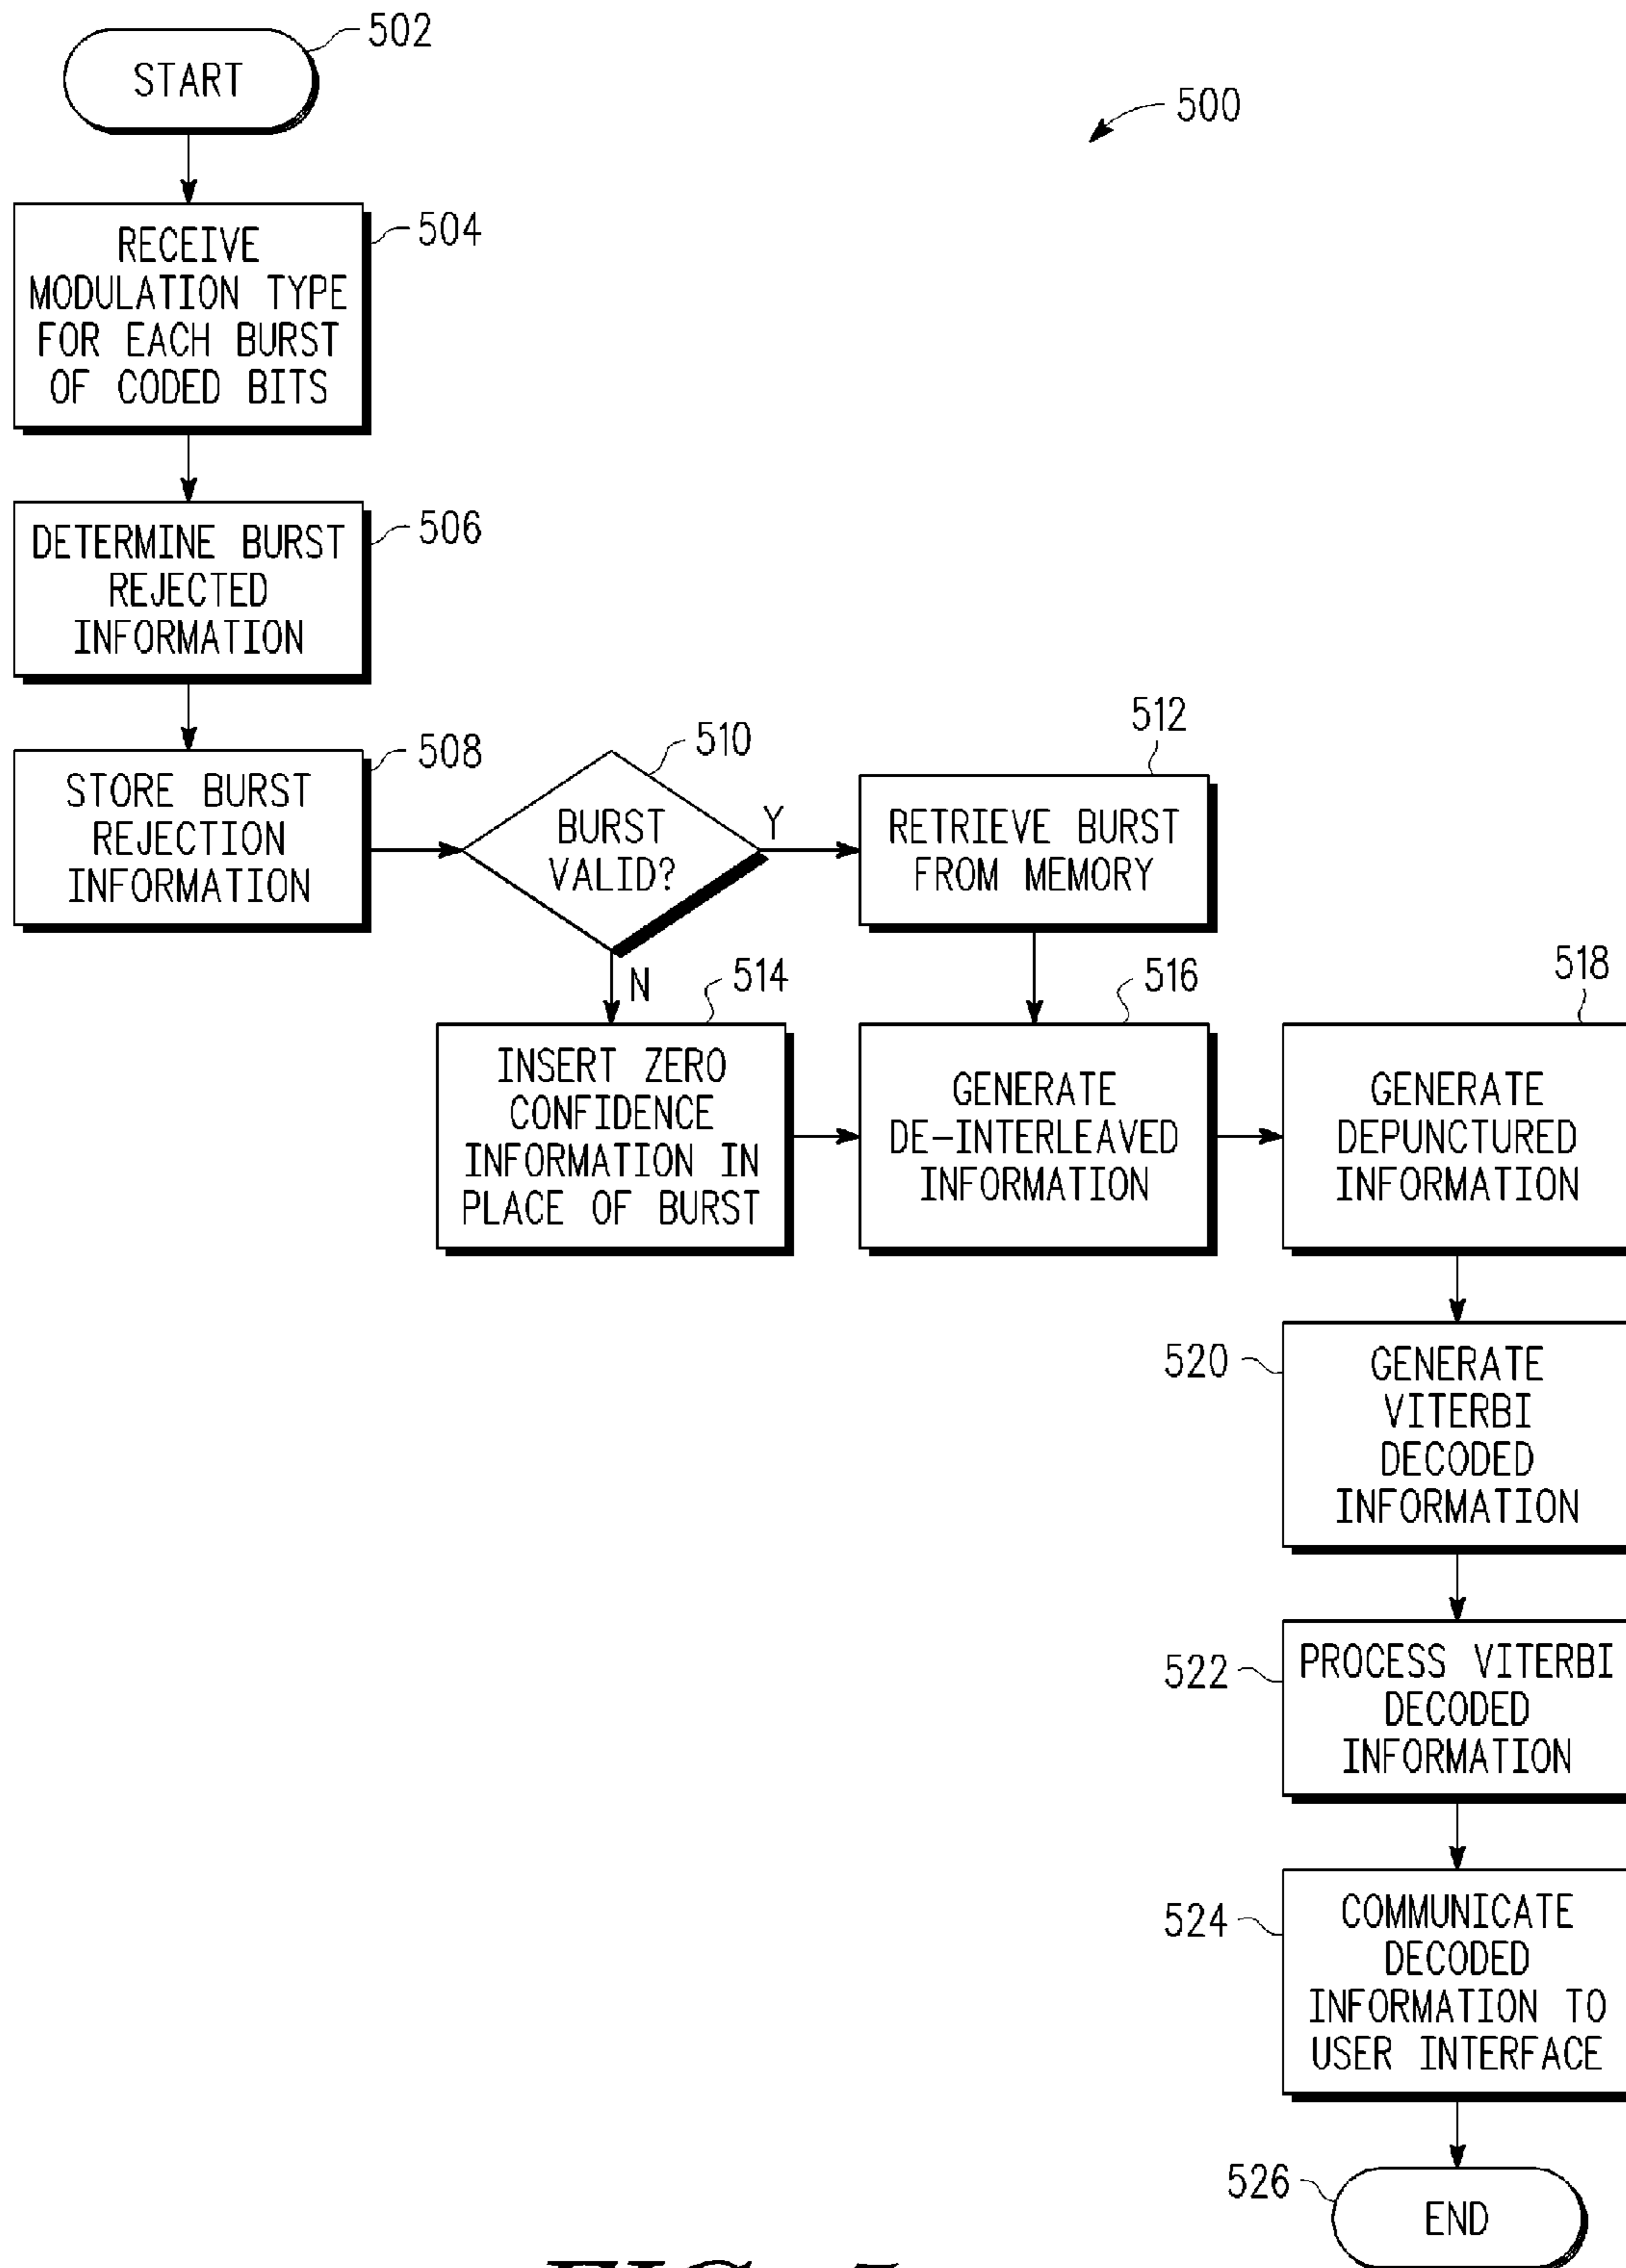 START
502
500
RECEIVE
MODULATION TYPE
FOR EACH BURST
OF CODED BITS
504
DETERMINE BURST
REJECTED
INFORMATION
506
STORE BURST
REJECTION
INFORMATION
508
BURST
VALID?
510
Y
N
RETRIEVE BURST
FROM MEMORY
512
INSERT ZERO
CONFIDENCE
INFORMATION IN
PLACE OF BURST
514
GENERATE
DE-INTERLEAVED
INFORMATION
516
GENERATE
DEPUNCTURED
INFORMATION
518
520
GENERATE
VITERBI
DECODED
INFORMATION
522
PROCESS VITERBI
DECODED
INFORMATION
524
COMMUNICATE
DECODED
INFORMATION TO
USER INTERFACE
526
END